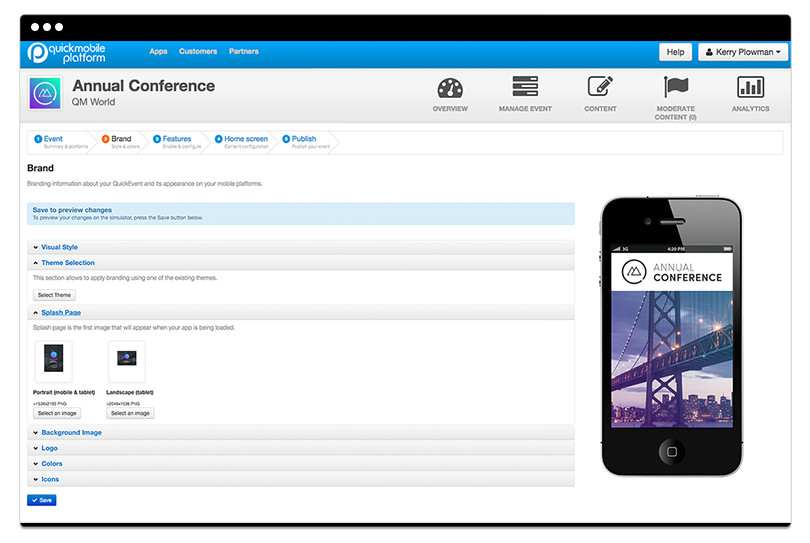 quickmobile
platform
Apps Customers Partners
Help
Kerry Plowman
Annual Conference
QM World
OVERVIEW
MANAGE EVENT
CONTENT
MODERATE
CONTENT (0)
ANALYTICS
1 Event
Summary & platforms
2 Brand
Style & colors
3 Features
Enable & configure
4 Home screen
Content configuration
5 Publish
Publish your event
Brand
Branding information about your QuickEvent and its appearance on your mobile platforms.
Save to preview changes
To preview your changes on the simulator, press the Save button below.
Visual Style
Theme Selection
This section allows to apply branding using one of the existing themes.
Select Theme
Splash Page
Splash page is the first image that will appear when your app is being loaded.
Portrait (mobile & tablet)
Landscape (tablet)
Select an image
Select an image
Background Image
Logo
Colors
Icons
Save
3G 4:20 PM
ANNUAL
CONFERENCE